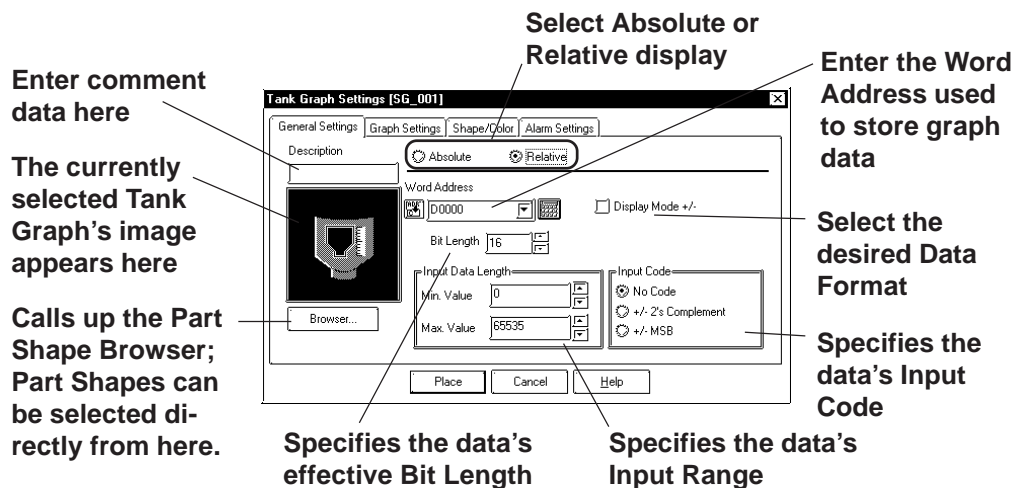 Select Absolute or
Relative display
Enter comment
data here
Enter the Word
Address used
to store graph
data
Tank Graph Settings [SG_001]
General Settings Graph Settings Shape/Color Alarm Settings
Description
Absolute Relative
The currently
selected Tank
Graph's image
appears here
Word Address
D0000
Display Mode +/-
Bit Length 16
Select the
desired Data
Format
Input Data Length
Min. Value 0
Max. Value 65535
Input Code
No Code
+/- 2's Complement
+/- MSB
Browser...
Calls up the Part
Shape Browser;
Part Shapes can
be selected di-
rectly from here.
Specifies the
data's Input
Code
Place Cancel Help
Specifies the data's
effective Bit Length
Specifies the data's
Input Range